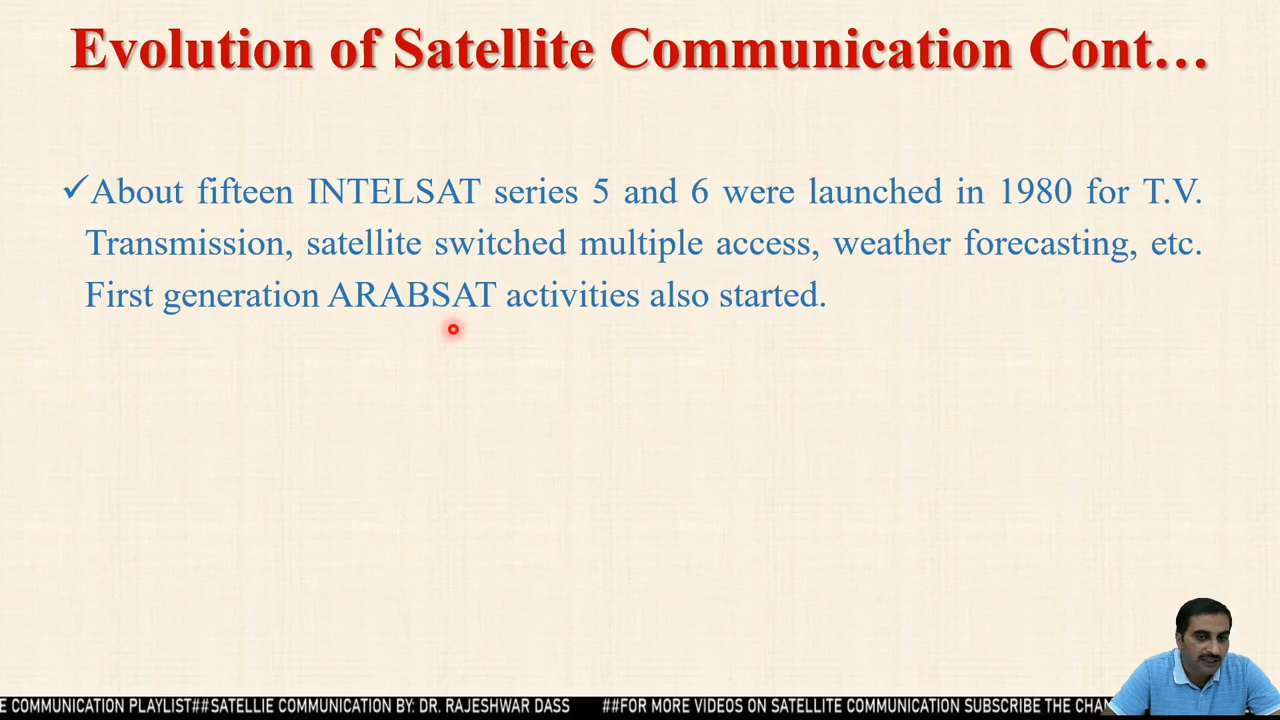 Evolution of Satellite Communication Cont…
✓About fifteen INTELSAT series 5 and 6 were launched in 1980 for T.V.
Transmission, satellite switched multiple access, weather forecasting, etc.
First generation ARABSAT activities also started.
E COMMUNICATION PLAYLIST##SATELLIE COMMUNICATION BY: DR. RAJESHWAR DASS ##FOR MORE VIDEOS ON SATELLITE COMMUNICATION SUBSCRIBE THE CHAN